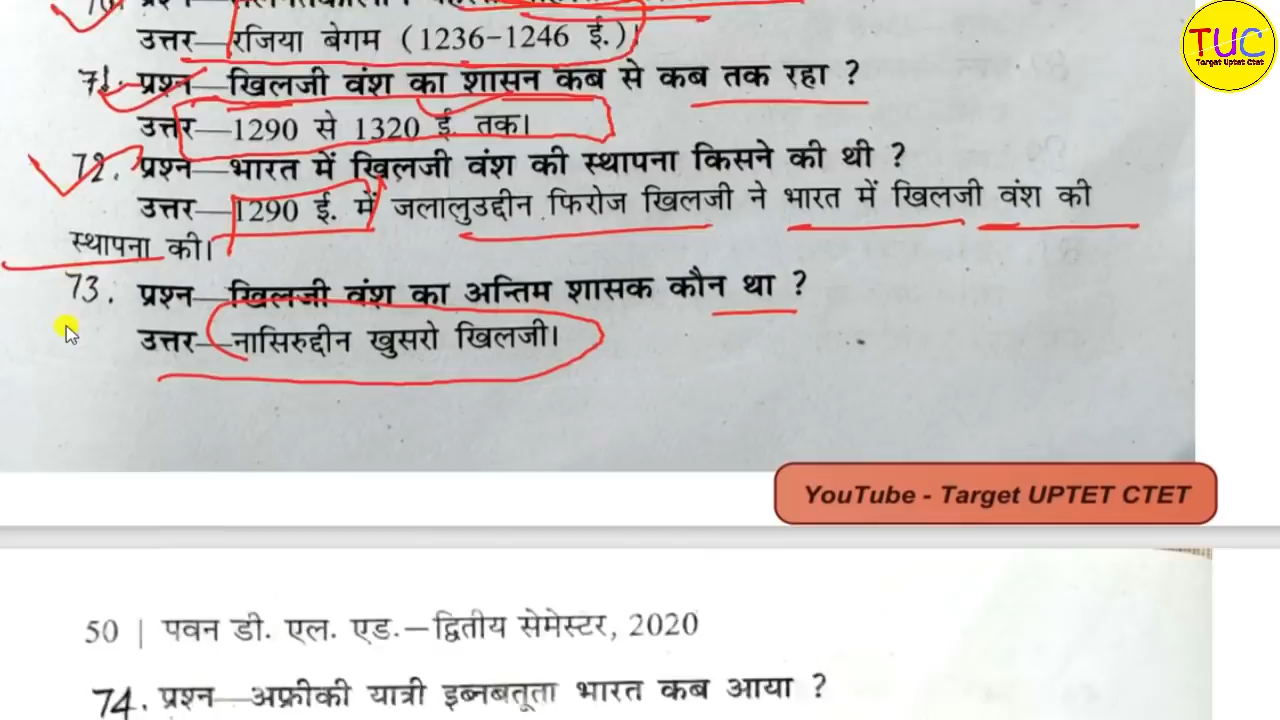 TUC
Target Uptet Ctet
उत्तर—रजिया बेगम (1236–1246 ई.)।
71. प्रश्न—खिलजी वंश का शासन कब से कब तक रहा ?
उत्तर—1290 से 1320 ई. तक।
72. प्रश्न—भारत में खिलजी वंश की स्थापना किसने की थी ?
उत्तर—1290 ई. में जलालुउद्दीन फिरोज खिलजी ने भारत में खिलजी वंश की
स्थापना की।
73. प्रश्न—खिलजी वंश का अन्तिम शासक कौन था ?
उत्तर—नासिरुद्दीन खुसरो खिलजी।
YouTube - Target UPTET CTET
50 | पवन डी. एल. एड.–द्वितीय सेमेस्टर, 2020
74. प्रश्न—अफ्रीकी यात्री इब्नबतूता भारत कब आया ?